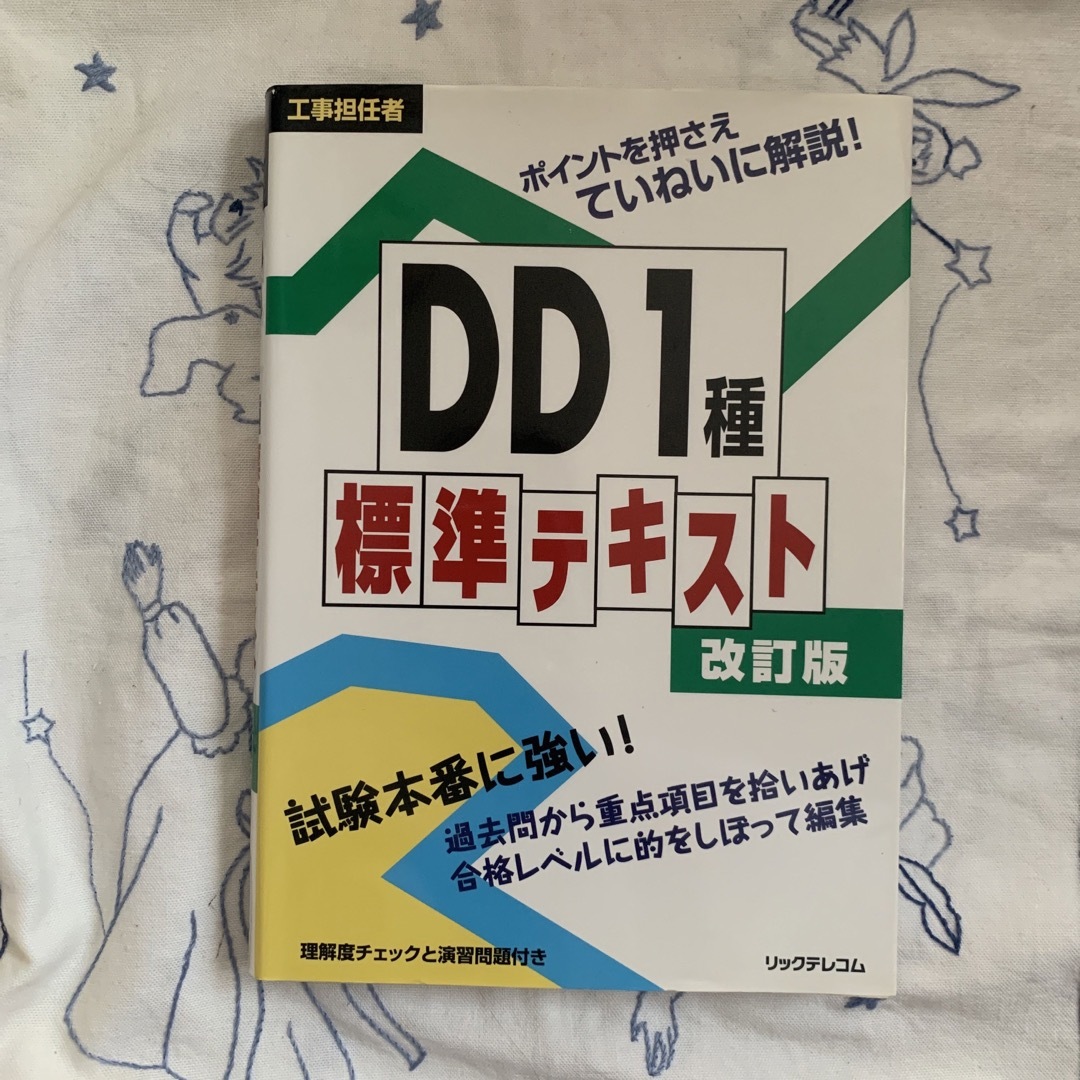 工事担任者
ポイントを押さえ
ていねいに解説!
DD1種
標準テキスト
改訂版
試験本番に強い!
過去問から重点項目を拾いあげ
合格レベルに的をしぼって編集
理解度チェックと演習問題付き
リックテレコム